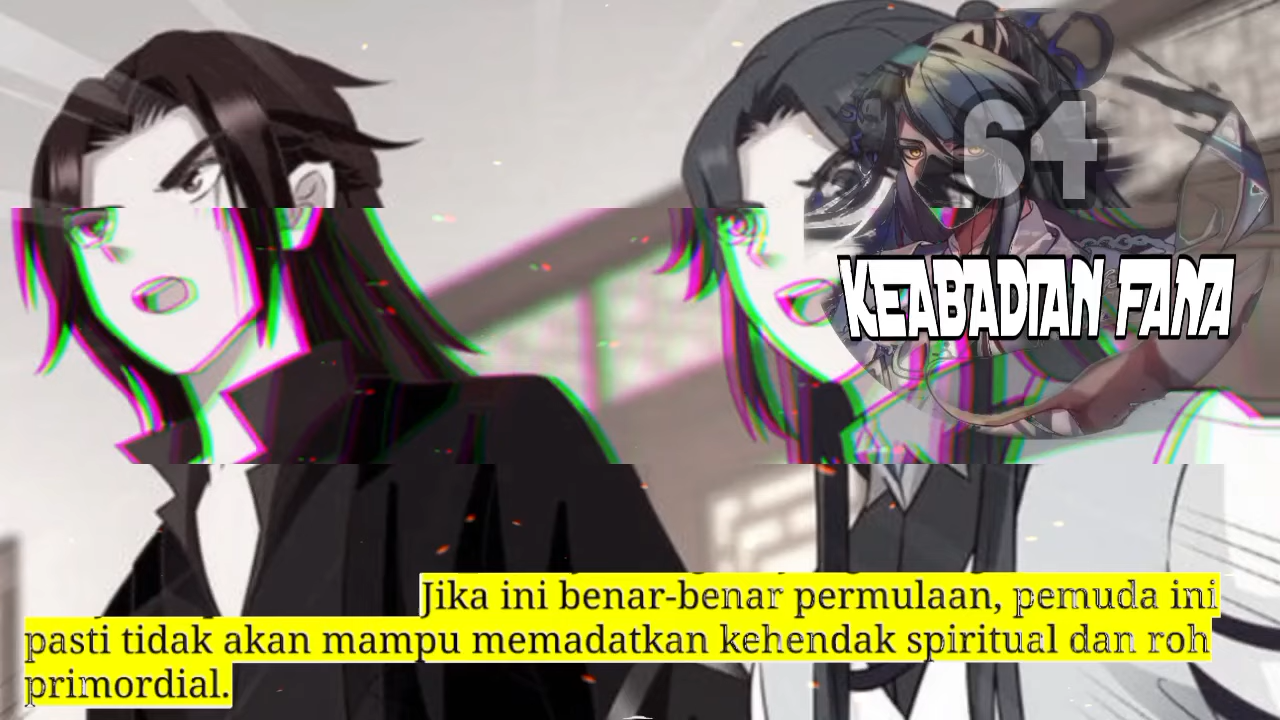 64
KEABADIAN FANA
Jika ini benar-benar permulaan, pemuda ini
pasti tidak akan mampu memadatkan kehendak spiritual dan roh
primordial.